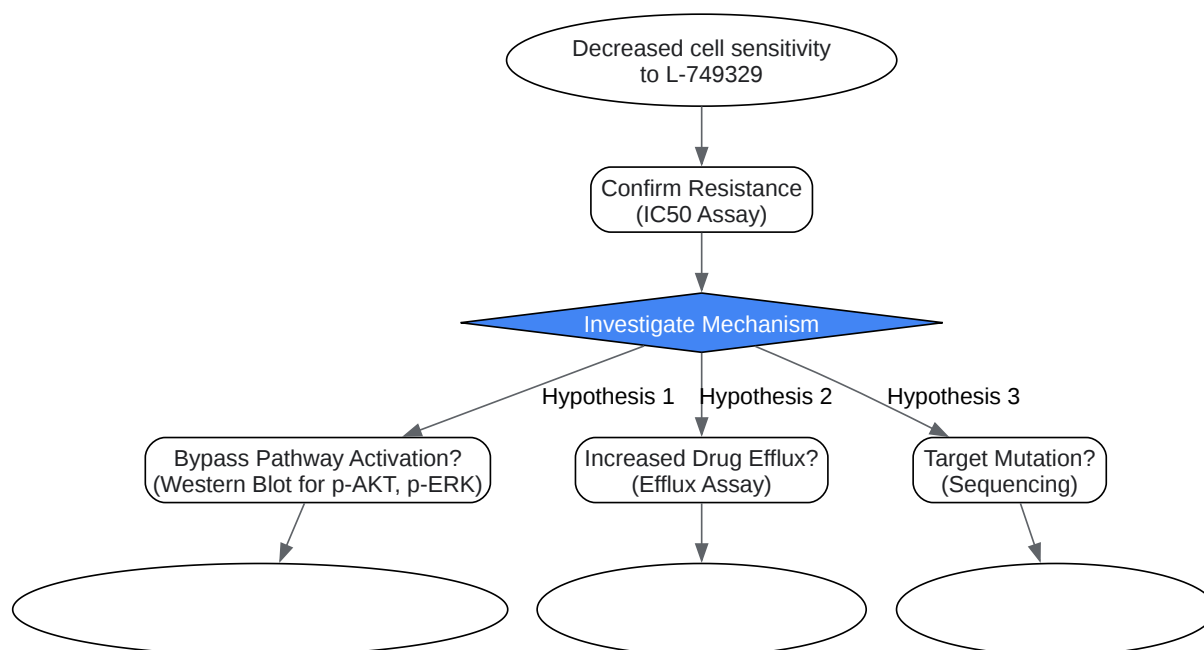 Decreased cell sensitivity
to L-749329
Confirm Resistance
(IC50 Assay)
Investigate Mechanism
Hypothesis 1
Hypothesis 2
Hypothesis 3
Bypass Pathway Activation?
(Western Blot for p-AKT, p-ERK)
Increased Drug Efflux?
(Efflux Assay)
Target Mutation?
(Sequencing)